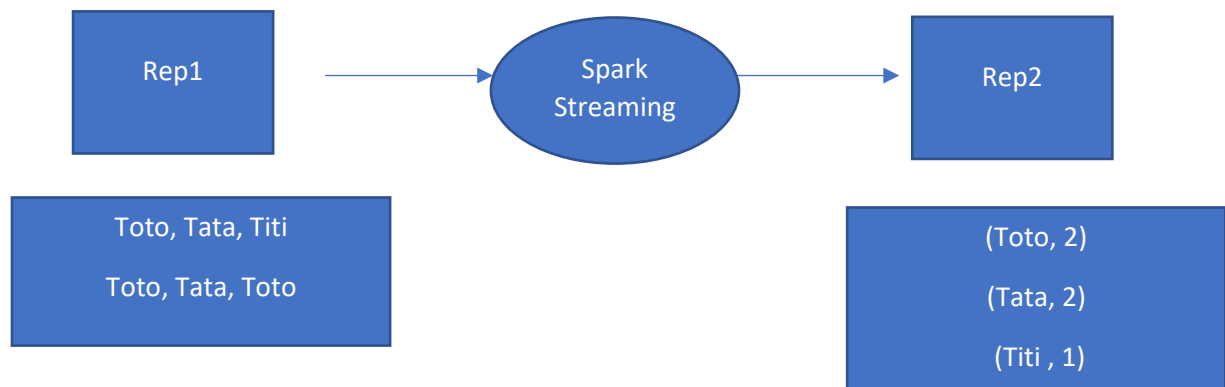 Rep1
Spark
Streaming
Rep2
Toto, Tata, Titi
Toto, Tata, Toto
(Toto, 2)
(Tata, 2)
(Titi , 1)